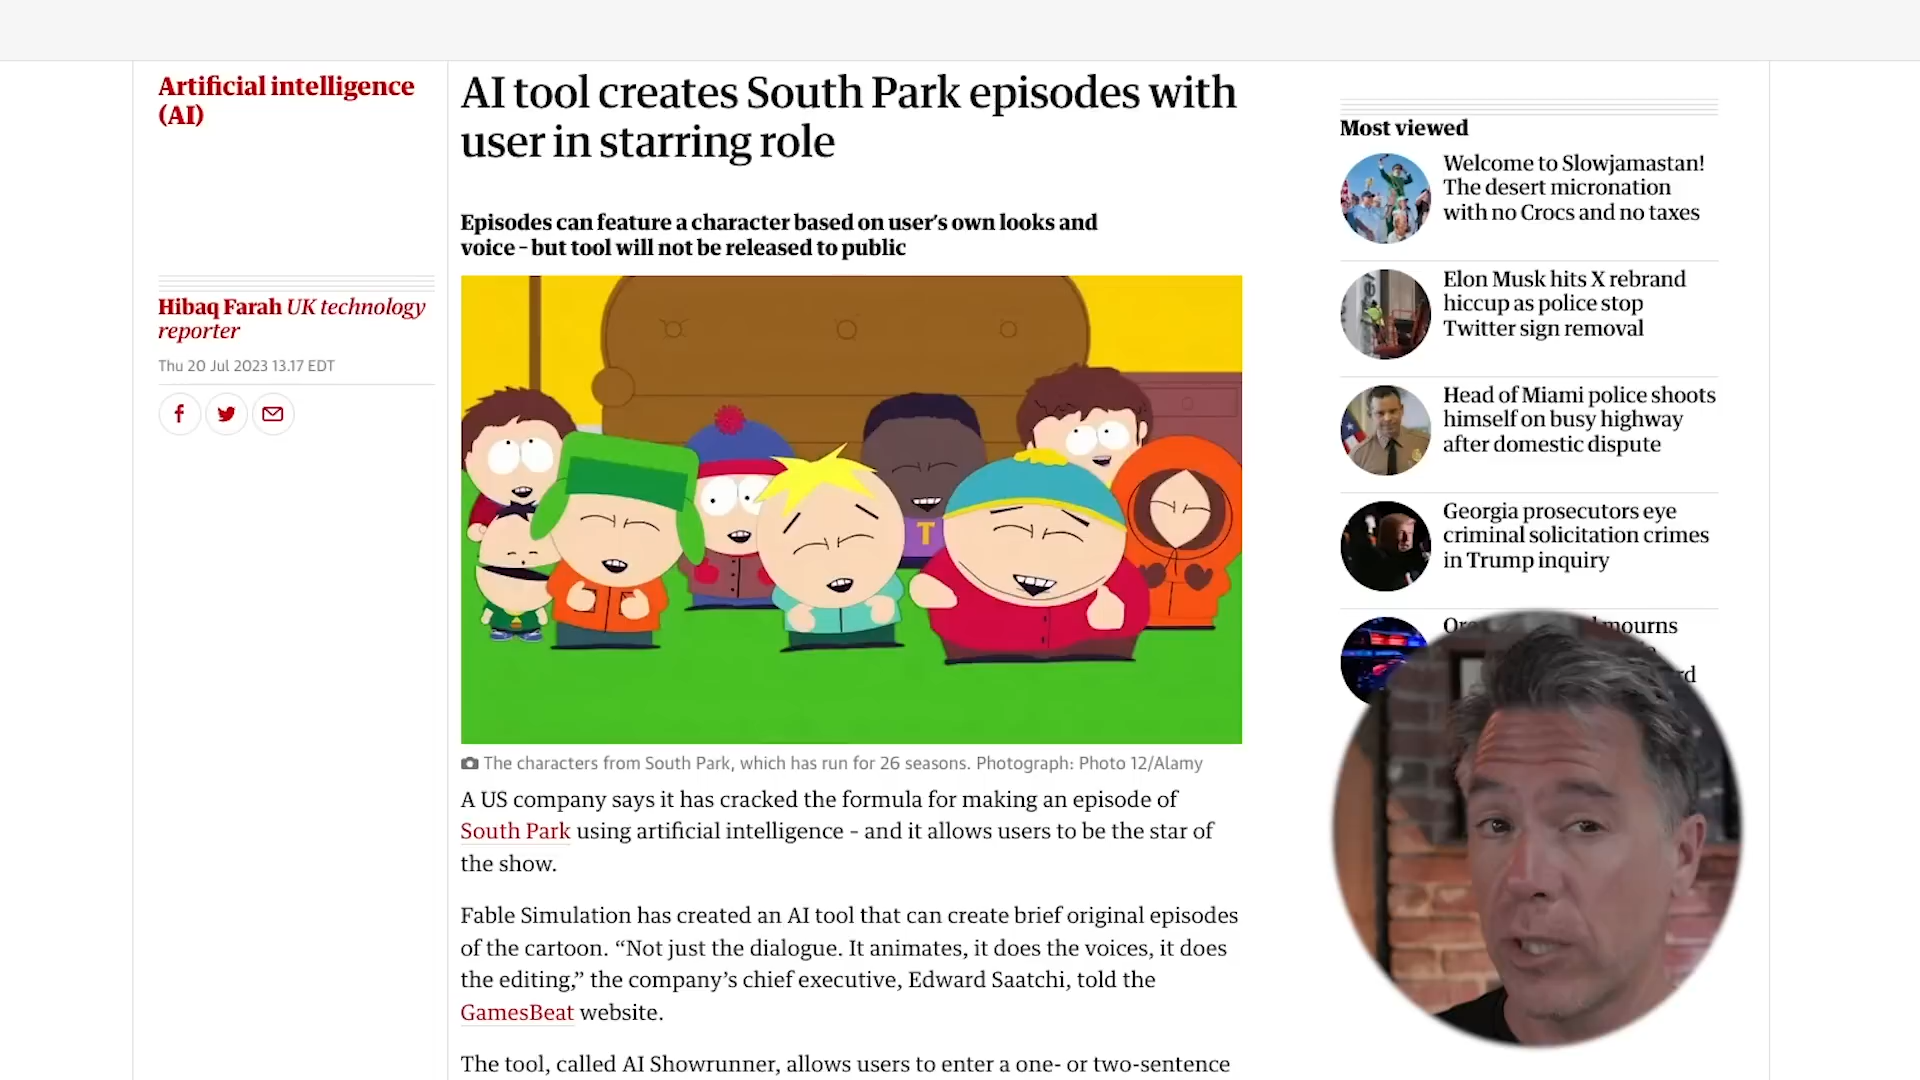 Artificial intelligence
(AI)
AI tool creates South Park episodes with
user in starring role
Episodes can feature a character based on user's own looks and
voice – but tool will not be released to public
Hibaq Farah UK technology
reporter
Thu 20 Jul 2023 13.17 EDT
T
The characters from South Park, which has run for 26 seasons. Photograph: Photo 12/Alamy
A US company says it has cracked the formula for making an episode of
South Park using artificial intelligence – and it allows users to be the star of
the show.
Fable Simulation has created an AI tool that can create brief original episodes
of the cartoon. “Not just the dialogue. It animates, it does the voices, it does
the editing,” the company’s chief executive, Edward Saatchi, told the
GamesBeat website.
The tool, called AI Showrunner, allows users to enter a one- or two-sentence
Most viewed
Welcome to Slowjamastan!
The desert micronation
with no Crocs and no taxes
Elon Musk hits X rebrand
hiccup as police stop
Twitter sign removal
Head of Miami police shoots
himself on busy highway
after domestic dispute
Georgia prosecutors eye
criminal solicitation crimes
in Trump inquiry
mourns